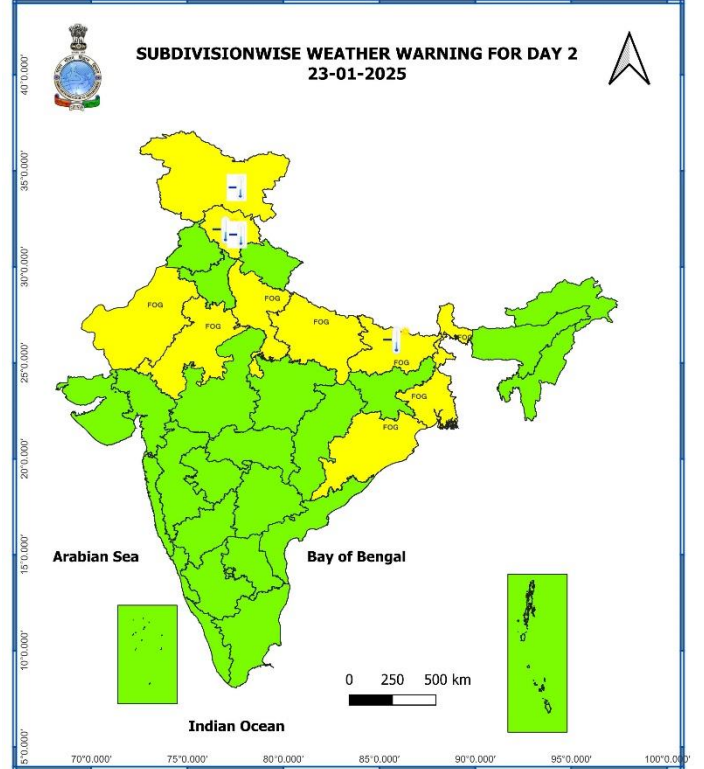 SUBDIVISIONWISE WEATHER WARNING FOR DAY 2
23-01-2025
40°0.000'
35°0.000'
30°0.000'
25°0.000'
20°0.000'
15°0.000'
10°0.000'
5°0.000'
FOG
FOG
FOG
FOG
FOG
FOG
FOG
FOG
Arabian Sea
Bay of Bengal
0 250 500 km
Indian Ocean
70°0.000'
75°0.000'
80°0.000'
85°0.000'
90°0.000'
95°0.000'
100°0.000'